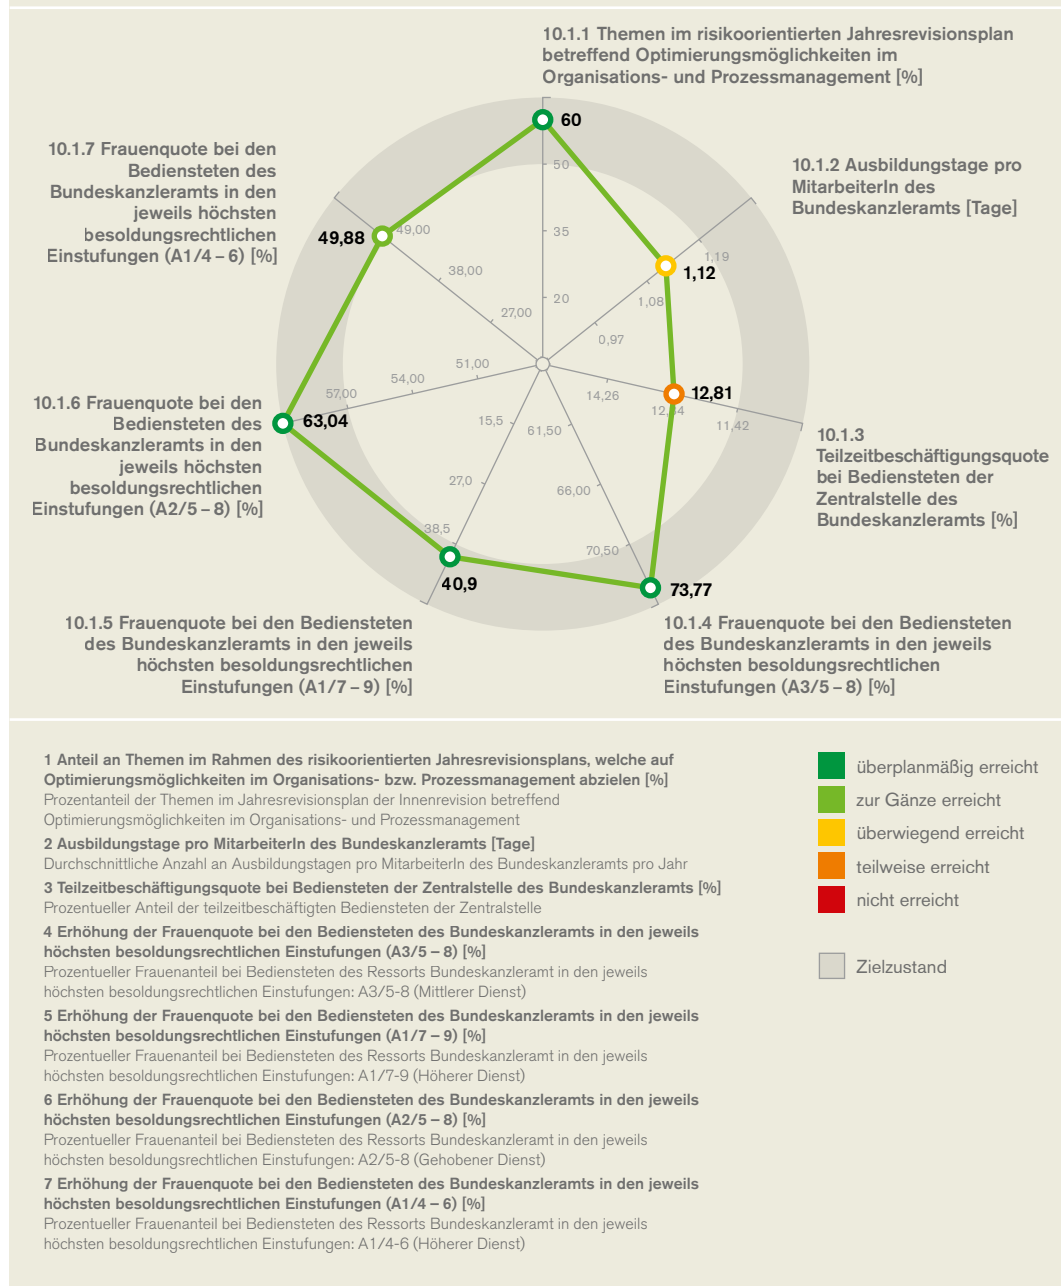 10.1.1 Themen im risikoorientierten Jahresrevisionsplan
betreffend Optimierungsmöglichkeiten im
Organisations- und Prozessmanagement [%]
60
50
35
20
10.1.2 Ausbildungstage pro
MitarbeiterIn des
Bundeskanzleramts [Tage]
1,19
1,12
1,08
0,97
10.1.3
Teilzeitbeschäftigungsquote
bei Bediensteten der
Zentralstelle des
Bundeskanzleramts [%]
14,26
12,81
12,84
11,42
10.1.4 Frauenquote bei den Bediensteten
des Bundeskanzleramts in den jeweils
höchsten besoldungsrechtlichen
Einstufungen (A3/5 – 8) [%]
61,50
66,00
70,50
73,77
10.1.5 Frauenquote bei den Bediensteten
des Bundeskanzleramts in den jeweils
höchsten besoldungsrechtlichen
Einstufungen (A1/7 – 9) [%]
15,5
27,0
38,5
40,9
10.1.6 Frauenquote bei den
Bediensteten des
Bundeskanzleramts in den
jeweils höchsten
besoldungsrechtlichen
Einstufungen (A2/5 – 8) [%]
51,00
54,00
57,00
63,04
10.1.7 Frauenquote bei den
Bediensteten des
Bundeskanzleramts in den
jeweils höchsten
besoldungsrechtlichen
Einstufungen (A1/4 – 6) [%]
49,88
49,00
38,00
27,00
1 Anteil an Themen im Rahmen des risikoorientierten Jahresrevisionsplans, welche auf
Optimierungsmöglichkeiten im Organisations- bzw. Prozessmanagement abzielen [%]
Prozentanteil der Themen im Jahresrevisionsplan der Innenrevision betreffend
Optimierungsmöglichkeiten im Organisations- und Prozessmanagement
2 Ausbildungstage pro MitarbeiterIn des Bundeskanzleramts [Tage]
Durchschnittliche Anzahl an Ausbildungstagen pro MitarbeiterIn des Bundeskanzleramts pro Jahr
3 Teilzeitbeschäftigungsquote bei Bediensteten der Zentralstelle des Bundeskanzleramts [%]
Prozentueller Anteil der teilzeitbeschäftigten Bediensteten der Zentralstelle
4 Erhöhung der Frauenquote bei den Bediensteten des Bundeskanzleramts in den jeweils
höchsten besoldungsrechtlichen Einstufungen (A3/5 – 8) [%]
Prozentueller Frauenanteil bei Bediensteten des Ressorts Bundeskanzleramt in den jeweils
höchsten besoldungsrechtlichen Einstufungen: A3/5-8 (Mittlerer Dienst)
5 Erhöhung der Frauenquote bei den Bediensteten des Bundeskanzleramts in den jeweils
höchsten besoldungsrechtlichen Einstufungen (A1/7 – 9) [%]
Prozentueller Frauenanteil bei Bediensteten des Ressorts Bundeskanzleramt in den jeweils
höchsten besoldungsrechtlichen Einstufungen: A1/7-9 (Höherer Dienst)
6 Erhöhung der Frauenquote bei den Bediensteten des Bundeskanzleramts in den jeweils
höchsten besoldungsrechtlichen Einstufungen (A2/5 – 8) [%]
Prozentueller Frauenanteil bei Bediensteten des Ressorts Bundeskanzleramt in den jeweils
höchsten besoldungsrechtlichen Einstufungen: A2/5-8 (Gehobener Dienst)
7 Erhöhung der Frauenquote bei den Bediensteten des Bundeskanzleramts in den jeweils
höchsten besoldungsrechtlichen Einstufungen (A1/4 – 6) [%]
Prozentueller Frauenanteil bei Bediensteten des Ressorts Bundeskanzleramt in den jeweils
höchsten besoldungsrechtlichen Einstufungen: A1/4-6 (Höherer Dienst)
überplanmäßig erreicht
zur Gänze erreicht
überwiegend erreicht
teilweise erreicht
nicht erreicht
Zielzustand